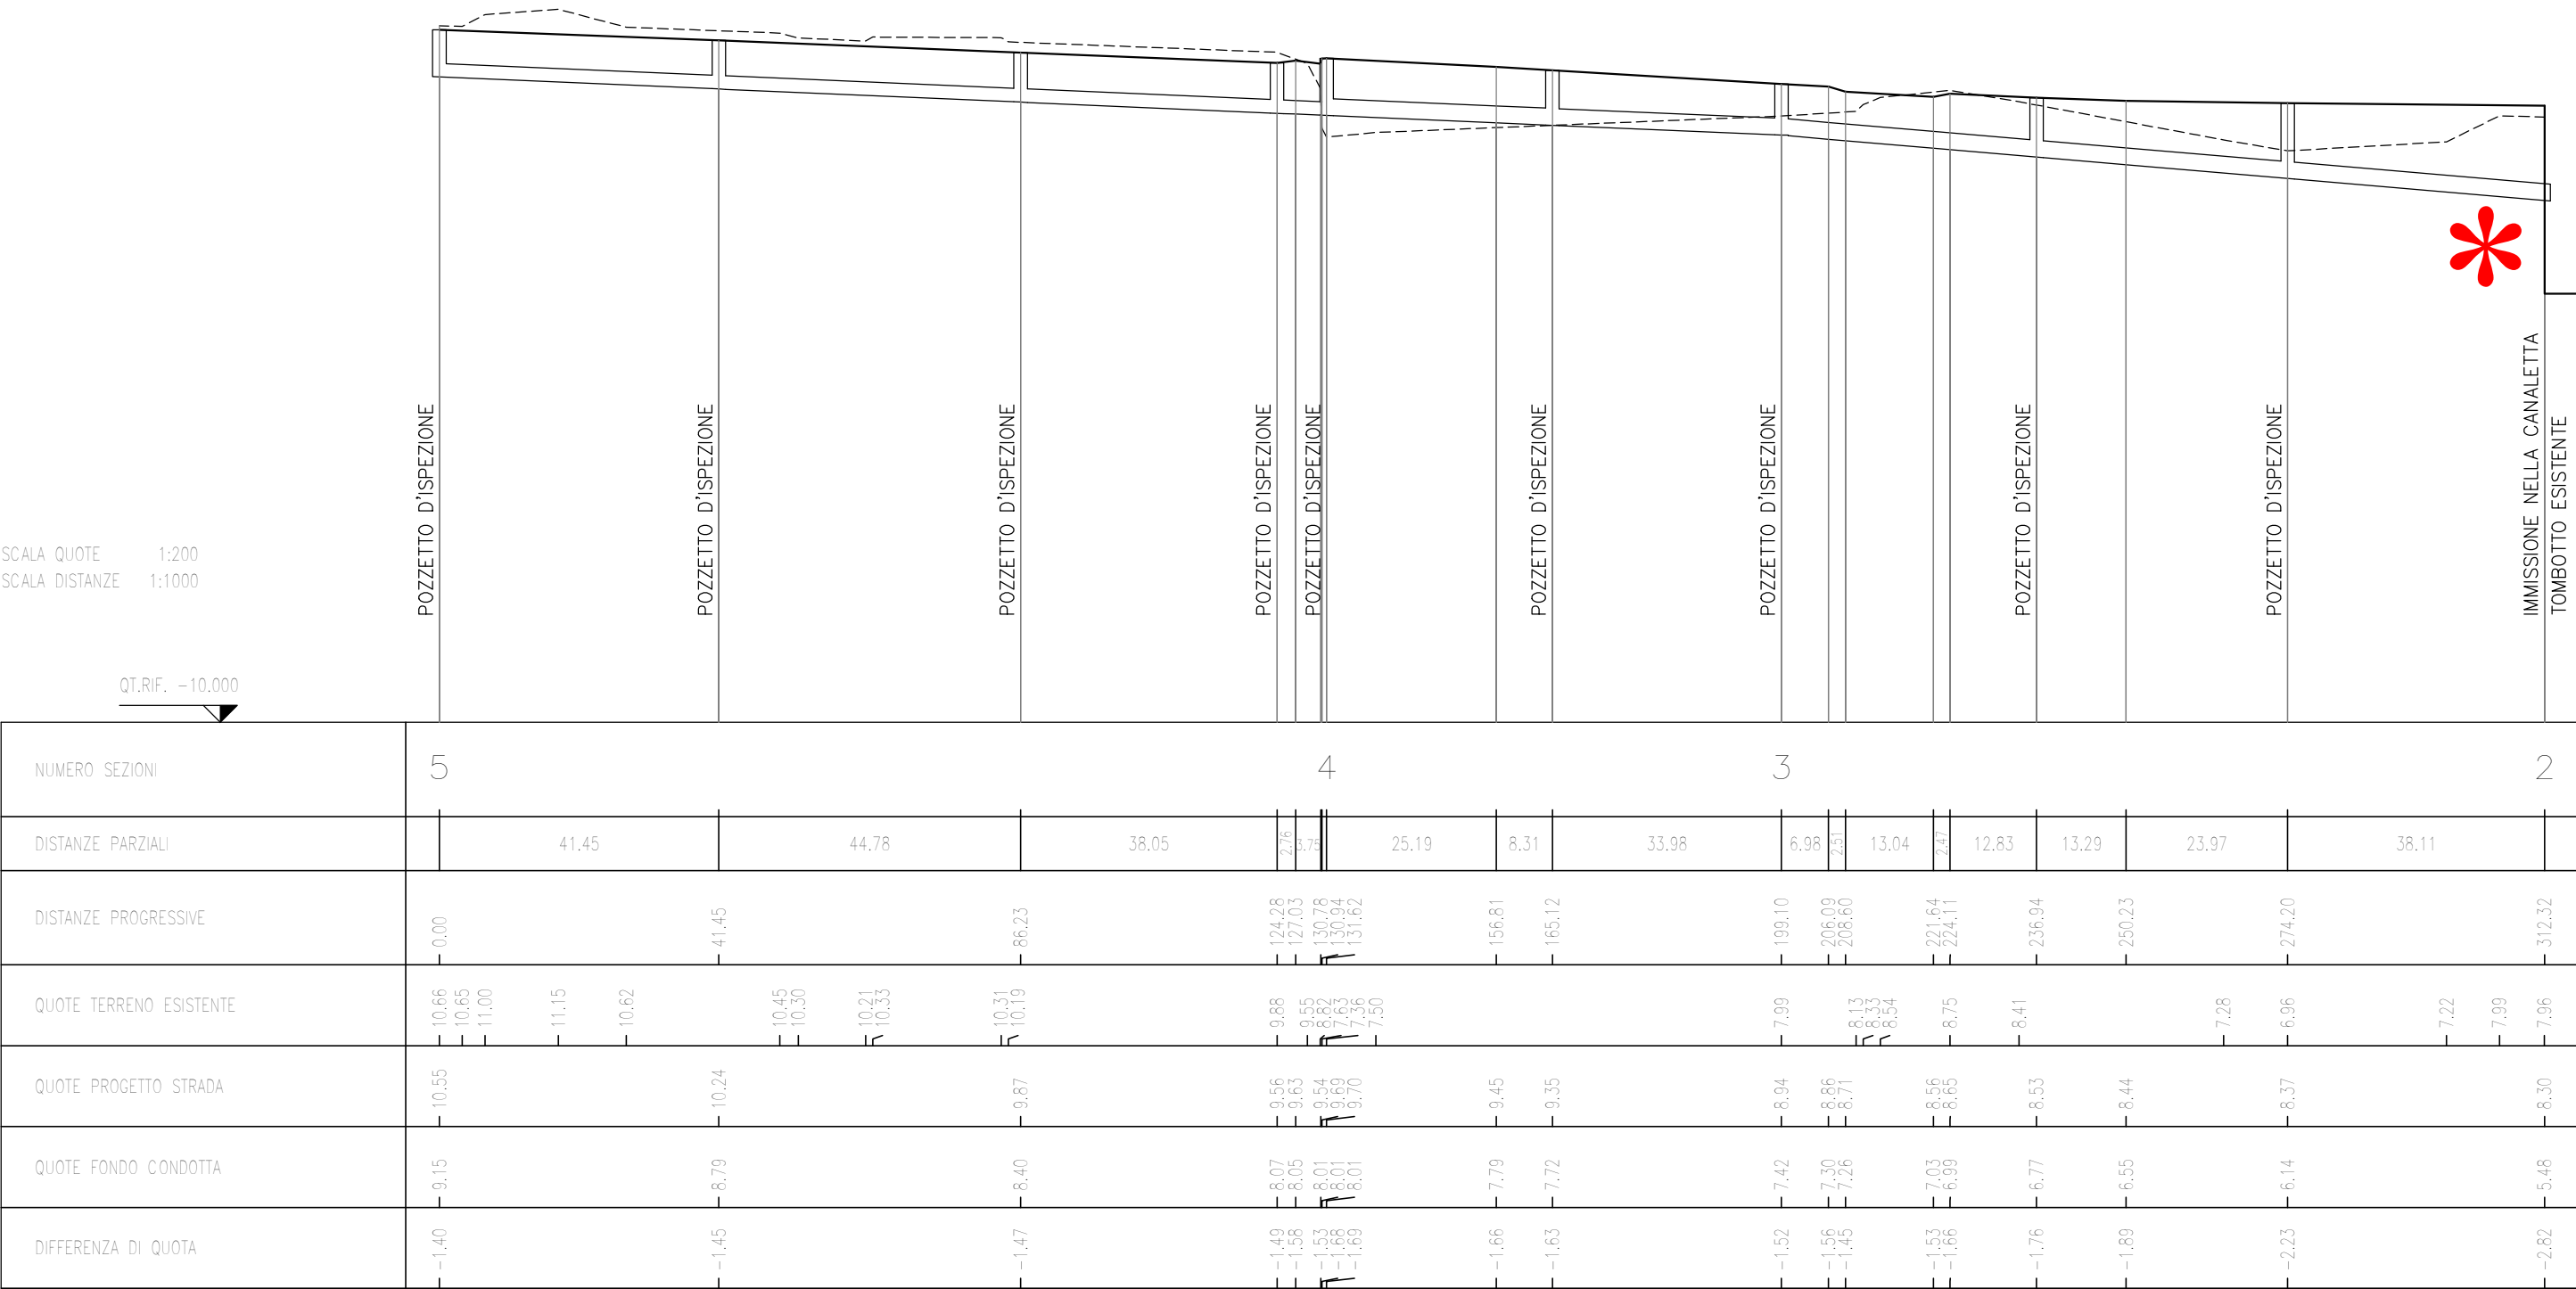 POZZETTO D'ISPEZIONE
POZZETTO D'ISPEZIONE
POZZETTO D'ISPEZIONE
POZZETTO D'ISPEZIONE
POZZETTO D'ISPEZIONE
POZZETTO D'ISPEZIONE
POZZETTO D'ISPEZIONE
POZZETTO D'ISPEZIONE
POZZETTO D'ISPEZIONE
IMMISSIONE NELLA CANALETTA
TOMBOTTO ESISTENTE
SCALA QUOTE 1:200
SCALA DISTANZE 1:1000
QT.RIF. -10.000
NUMERO SEZIONI 5 4 3 2
DISTANZE PARZIALI 41.45 44.78 38.05 2.76 3.75 25.19 8.31 33.98 6.98 2.51 13.04 2.47 12.83 13.29 23.97 38.11
DISTANZE PROGRESSIVE 0.00 41.45 86.23 124.28 127.03 130.78 130.94 131.62 156.81 165.12 199.10 206.09 208.60 221.64 224.11 236.94 250.23 274.20 312.32
QUOTE TERRENO ESISTENTE 10.66 10.65 11.00 11.15 10.62 10.45 10.30 10.21 10.33 10.31 10.19 9.88 9.55 8.82 7.63 7.36 7.50 7.99 8.13 8.33 8.54 8.75 8.41 7.28 6.96 7.22 7.99 7.96
QUOTE PROGETTO STRADA 10.55 10.24 9.87 9.56 9.63 9.54 9.69 9.70 9.45 9.35 8.94 8.86 8.71 8.56 8.65 8.53 8.44 8.37 8.30
QUOTE FONDO CONDOTTA 9.15 8.79 8.40 8.07 8.05 8.01 8.01 8.01 7.79 7.72 7.42 7.30 7.26 7.03 6.99 6.77 6.55 6.14 5.48
DIFFERENZA DI QUOTA -1.40 -1.45 -1.47 -1.49 -1.58 -1.53 -1.68 -1.69 -1.66 -1.63 -1.52 -1.56 -1.45 -1.53 -1.66 -1.76 -1.89 -2.23 -2.82